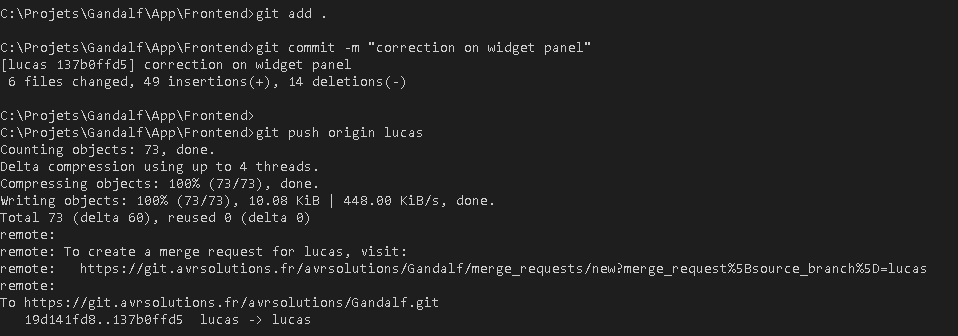 C:\Projets\Gandalf\App\Frontend>git add .
C:\Projets\Gandalf\App\Frontend>git commit -m "correction on widget panel"
[lucas 137b0ffd5] correction on widget panel
 6 files changed, 49 insertions(+), 14 deletions(-)
C:\Projets\Gandalf\App\Frontend>
C:\Projets\Gandalf\App\Frontend>git push origin lucas
Counting objects: 73, done.
Delta compression using up to 4 threads.
Compressing objects: 100% (73/73), done.
Writing objects: 100% (73/73), 10.08 KiB | 448.00 KiB/s, done.
Total 73 (delta 60), reused 0 (delta 0)
remote:
remote: To create a merge request for lucas, visit:
remote:   https://git.avrsolutions.fr/avrsolutions/Gandalf/merge_requests/new?merge_request%5Bsource_branch%5D=lucas
remote:
To https://git.avrsolutions.fr/avrsolutions/Gandalf.git
   19d141fd8..137b0ffd5  lucas -> lucas